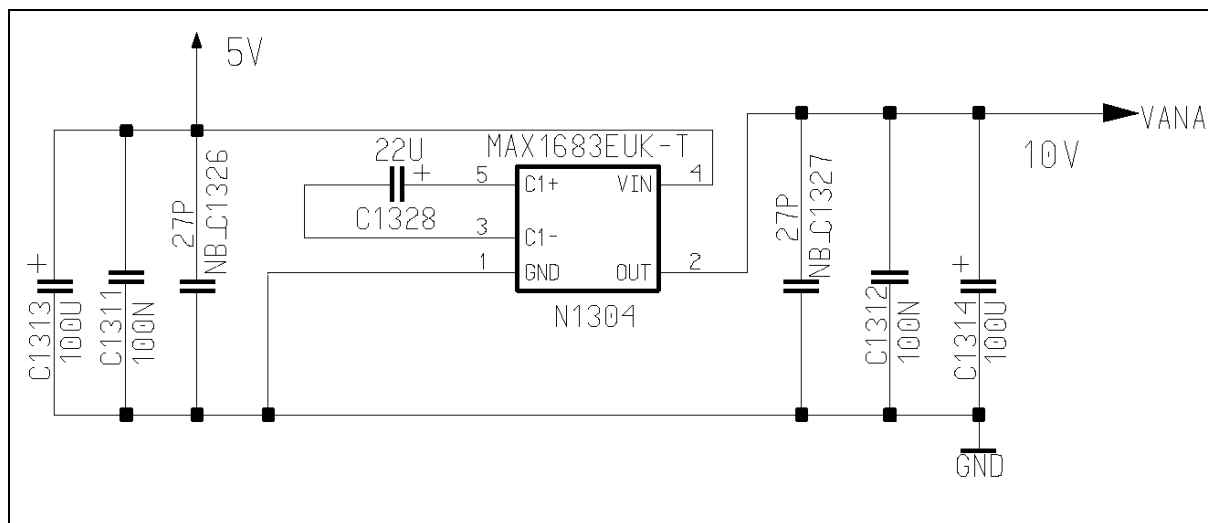 5V
VANA
10V
22U
MAX1683EUK-T
C1328
5
C1+
VIN
4
3
C1-
1
GND
OUT
2
N1304
+
C1313
100U
C1311
100N
27P
NB_C1326
+
27P
NB_C1327
C1312
100N
+
C1314
100U
GND